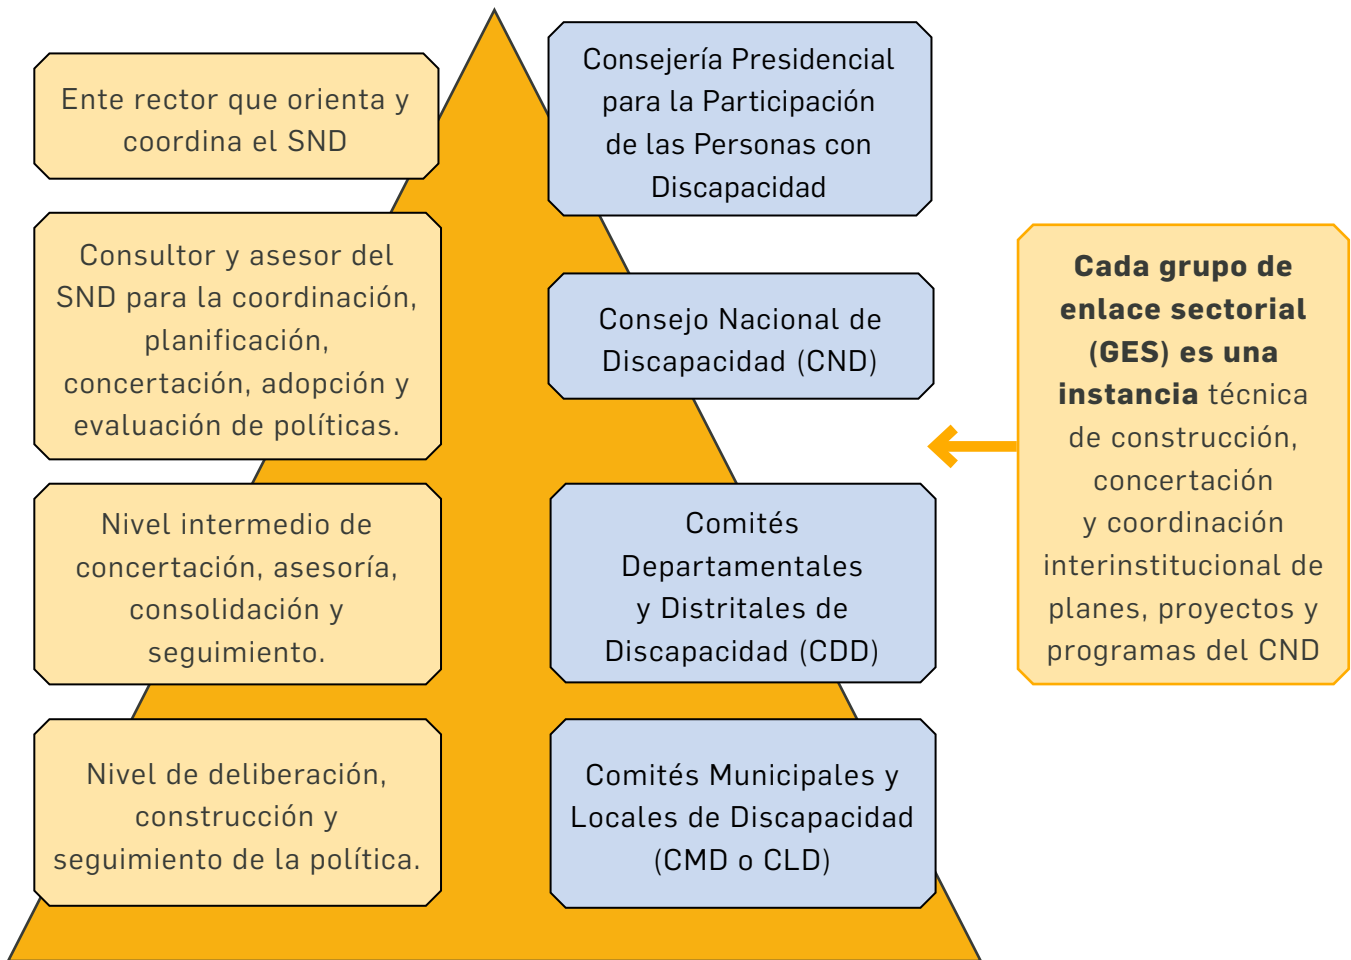 Ente rector que orienta y
coordina el SND
Consejería Presidencial
para la Participación
de las Personas con
Discapacidad
Consultor y asesor del
SND para la coordinación,
planificación,
concertación, adopción y
evaluación de políticas.
Consejo Nacional de
Discapacidad (CND)
Nivel intermedio de
concertación, asesoría,
consolidación y
seguimiento.
Comités
Departamentales
y Distritales de
Discapacidad (CDD)
Nivel de deliberación,
construcción y
seguimiento de la política.
Comités Municipales y
Locales de Discapacidad
(CMD o CLD)
Cada grupo de
enlace sectorial
(GES) es una
instancia técnica
de construcción,
concertación
y coordinación
interinstitucional de
planes, proyectos y
programas del CND